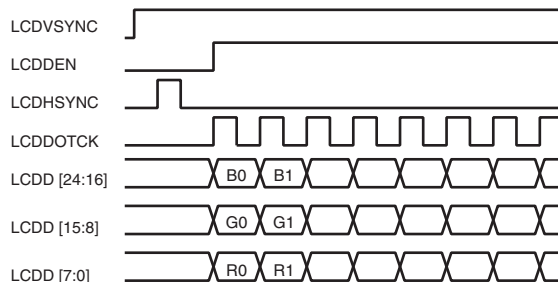 LCDVSYNC
LCDDEN
LCDHSYNC
LCDDOTCK
LCDD [24:16] B0 B1
LCDD [15:8] G0 G1
LCDD [7:0] R0 R1